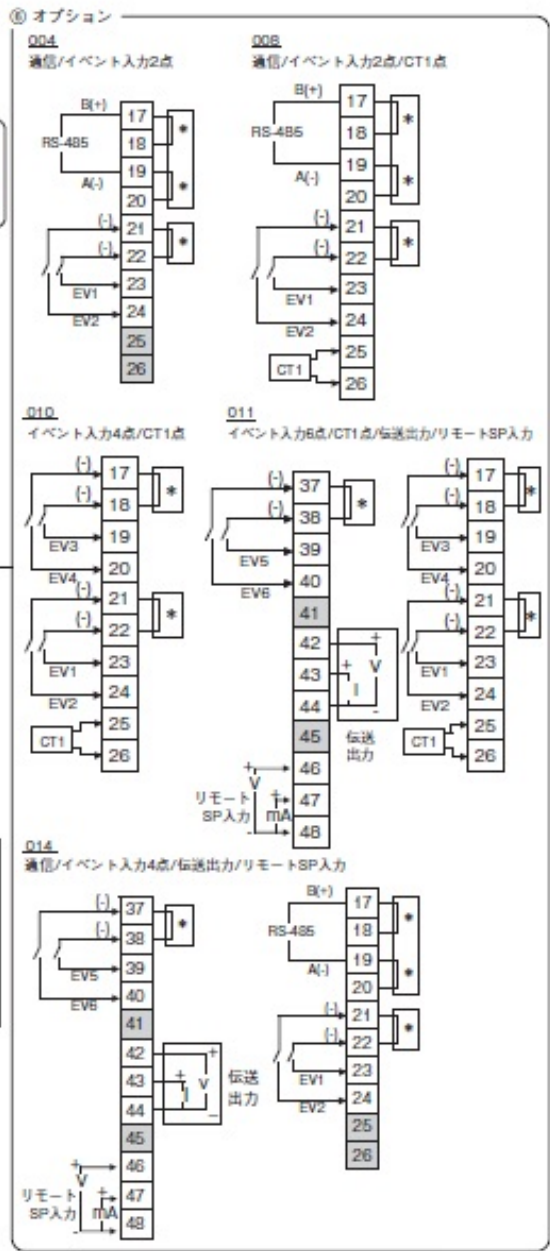 ⑥ オプション
004
通信/イベント入力2点
B(+)
RS-485
A(-)
(-)
(-)
EV1
EV2
17
18
19
20
21
22
23
24
25
26
*
*
*
008
通信/イベント入力2点/CT1点
B(+)
RS-485
A(-)
(-)
(-)
EV1
EV2
CT1
17
18
19
20
21
22
23
24
25
26
*
*
*
010
イベント入力4点/CT1点
(-)
(-)
EV3
EV4
(-)
(-)
EV1
EV2
CT1
17
18
19
20
21
22
23
24
25
26
*
*
011
イベント入力6点/CT1点/伝送出力/リモートSP入力
(-)
(-)
EV5
EV6
37
38
39
40
41
42
43
44
45
46
47
48
*
+
+
V
I
-
伝送
出力
+
V
+
リモート
mA
SP入力
-
(-)
(-)
EV3
EV4
(-)
(-)
EV1
EV2
CT1
17
18
19
20
21
22
23
24
25
26
*
*
014
通信/イベント入力4点/伝送出力/リモートSP入力
(-)
(-)
EV5
EV6
37
38
39
40
41
42
43
44
45
46
47
48
*
+
+
V
I
-
伝送
出力
+
V
+
リモート
mA
SP入力
-
B(+)
RS-485
A(-)
(-)
(-)
EV1
EV2
17
18
19
20
21
22
23
24
25
26
*
*
*